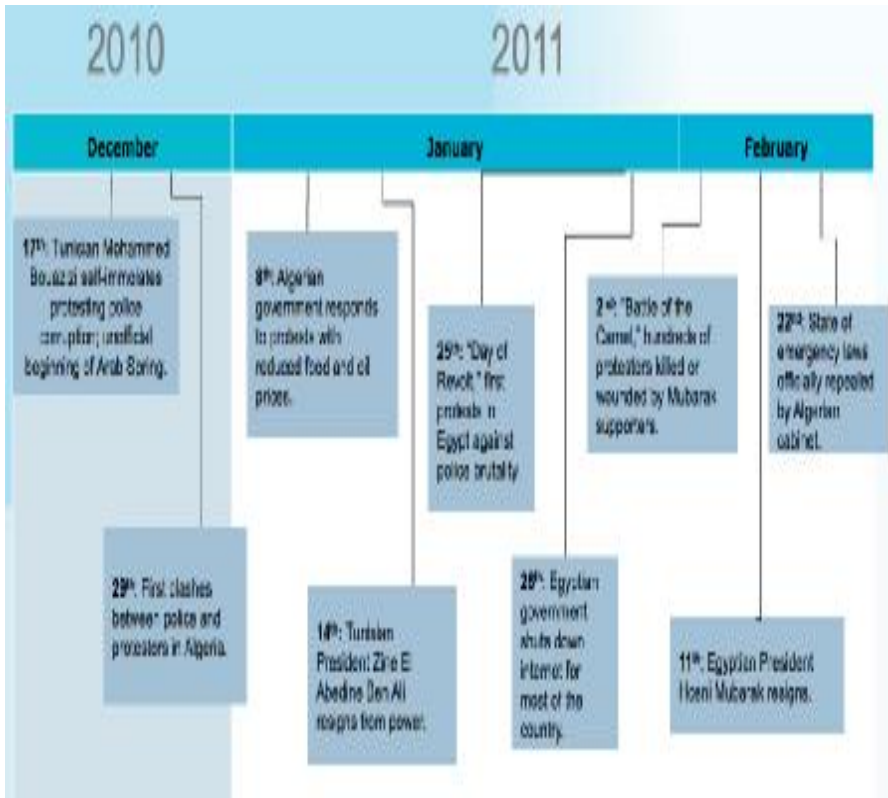 2010
2011
December
January
February
17th: Tunisian Mohammed
Bouazizi self-immolates
protesting police
corruption; unofficial
beginning of Arab Spring.
8th: Algerian
government responds
to protests with
reduced food and oil
prices.
25th: "Day of
Revolt," first
protests in
Egypt against
police brutality
2nd: "Battle of the
Camel," hundreds of
protesters killed or
wounded by Mubarak
supporters.
22nd: State of
emergency laws
officially repealed
by Algerian
cabinet.
29th: First clashes
between police and
protesters in Algeria.
14th: Tunisian
President Zine El
Abedine Ben Ali
resigns from power.
28th: Egyptian
government
shuts down
internet for
most of the
country.
11th: Egyptian President
Hosni Mubarak resigns.